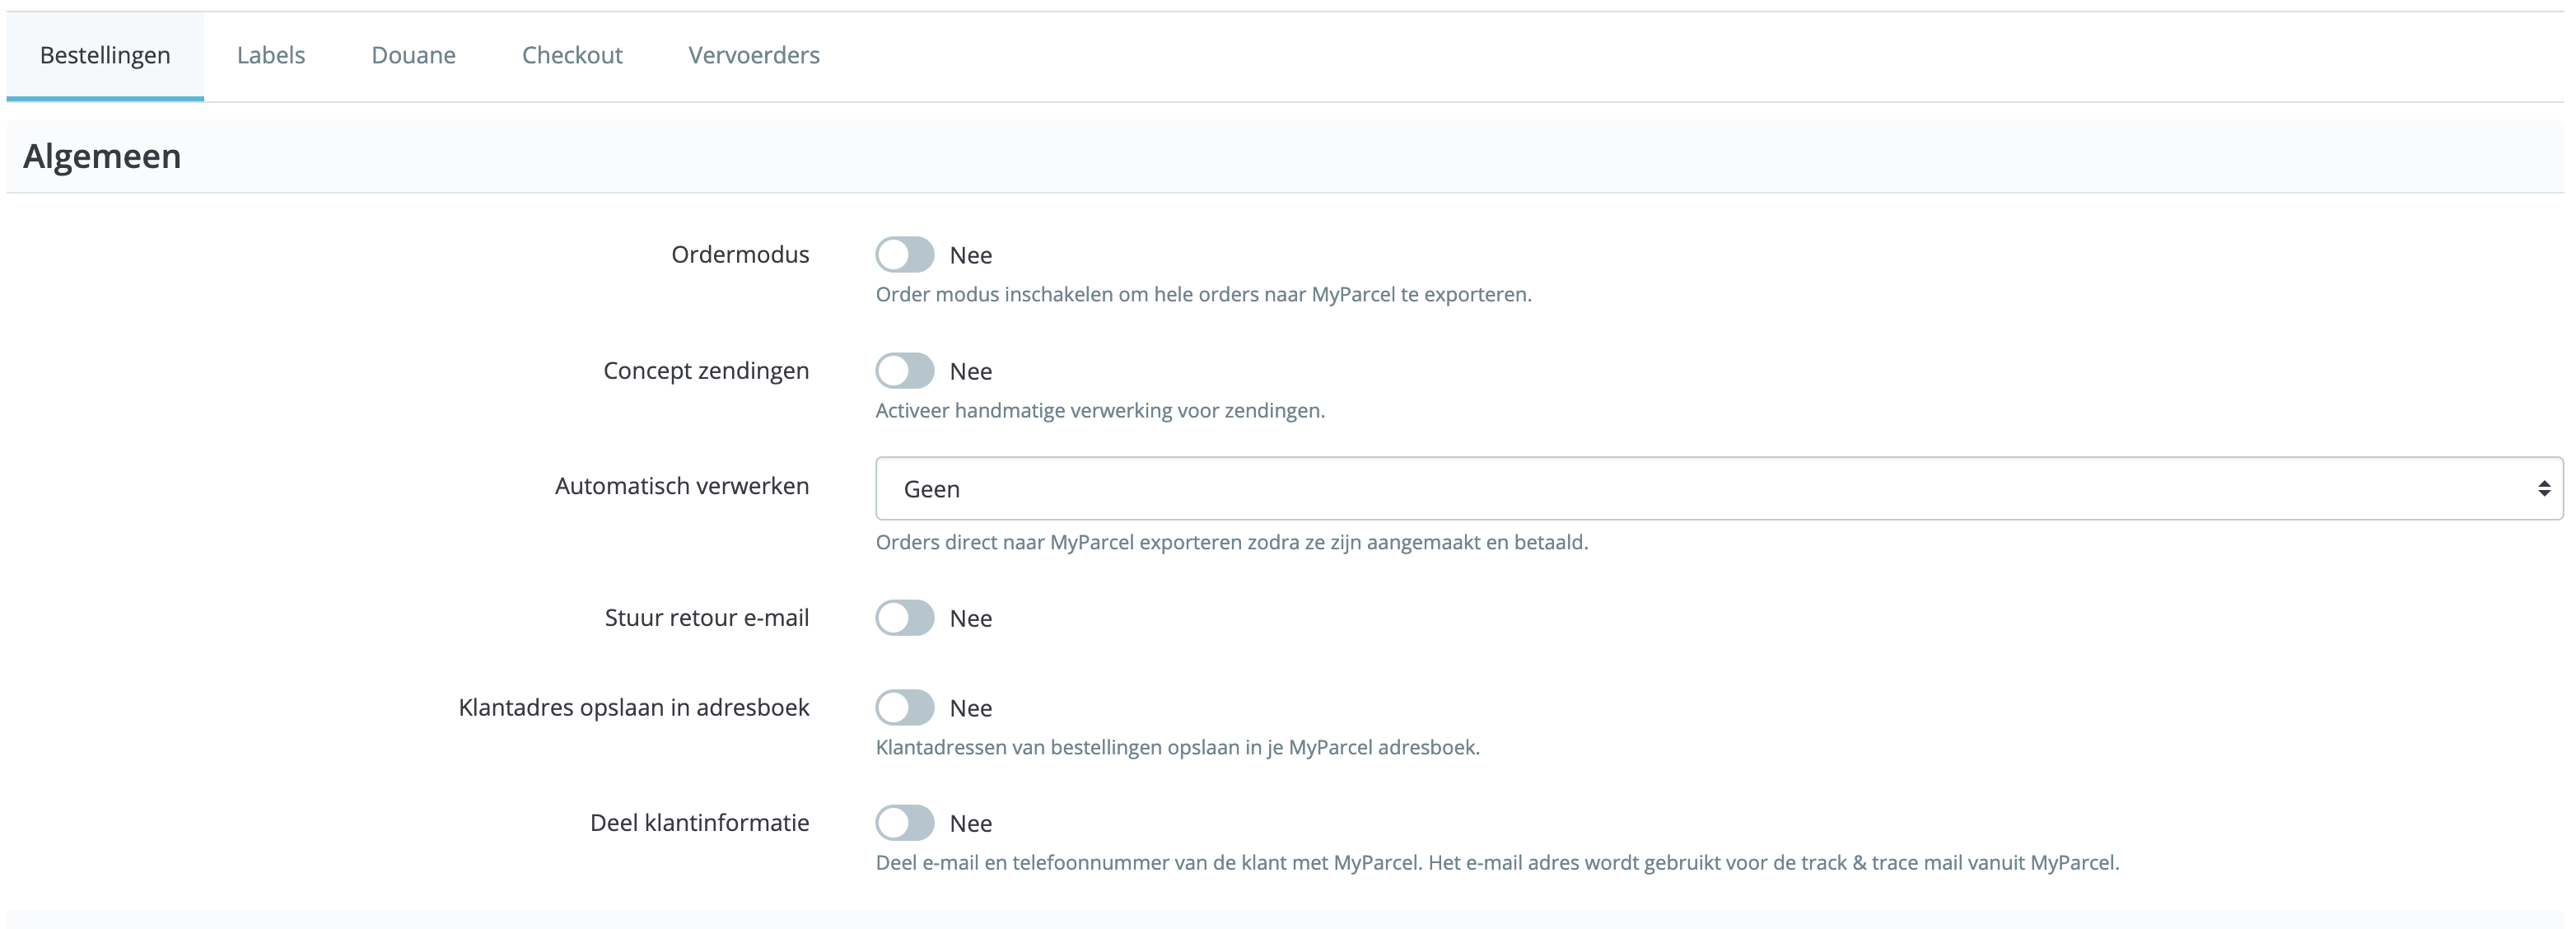 Bestellingen Labels Douane Checkout Vervoerders
Algemeen
Ordermodus Nee
Order modus inschakelen om hele orders naar MyParcel te exporteren.
Concept zendingen Nee
Activeer handmatige verwerking voor zendingen.
Automatisch verwerken Geen
Orders direct naar MyParcel exporteren zodra ze zijn aangemaakt en betaald.
Stuur retour e-mail Nee
Klantadres opslaan in adresboek Nee
Klantadressen van bestellingen opslaan in je MyParcel adresboek.
Deel klantinformatie Nee
Deel e-mail en telefoonnummer van de klant met MyParcel. Het e-mail adres wordt gebruikt voor de track & trace mail vanuit MyParcel.